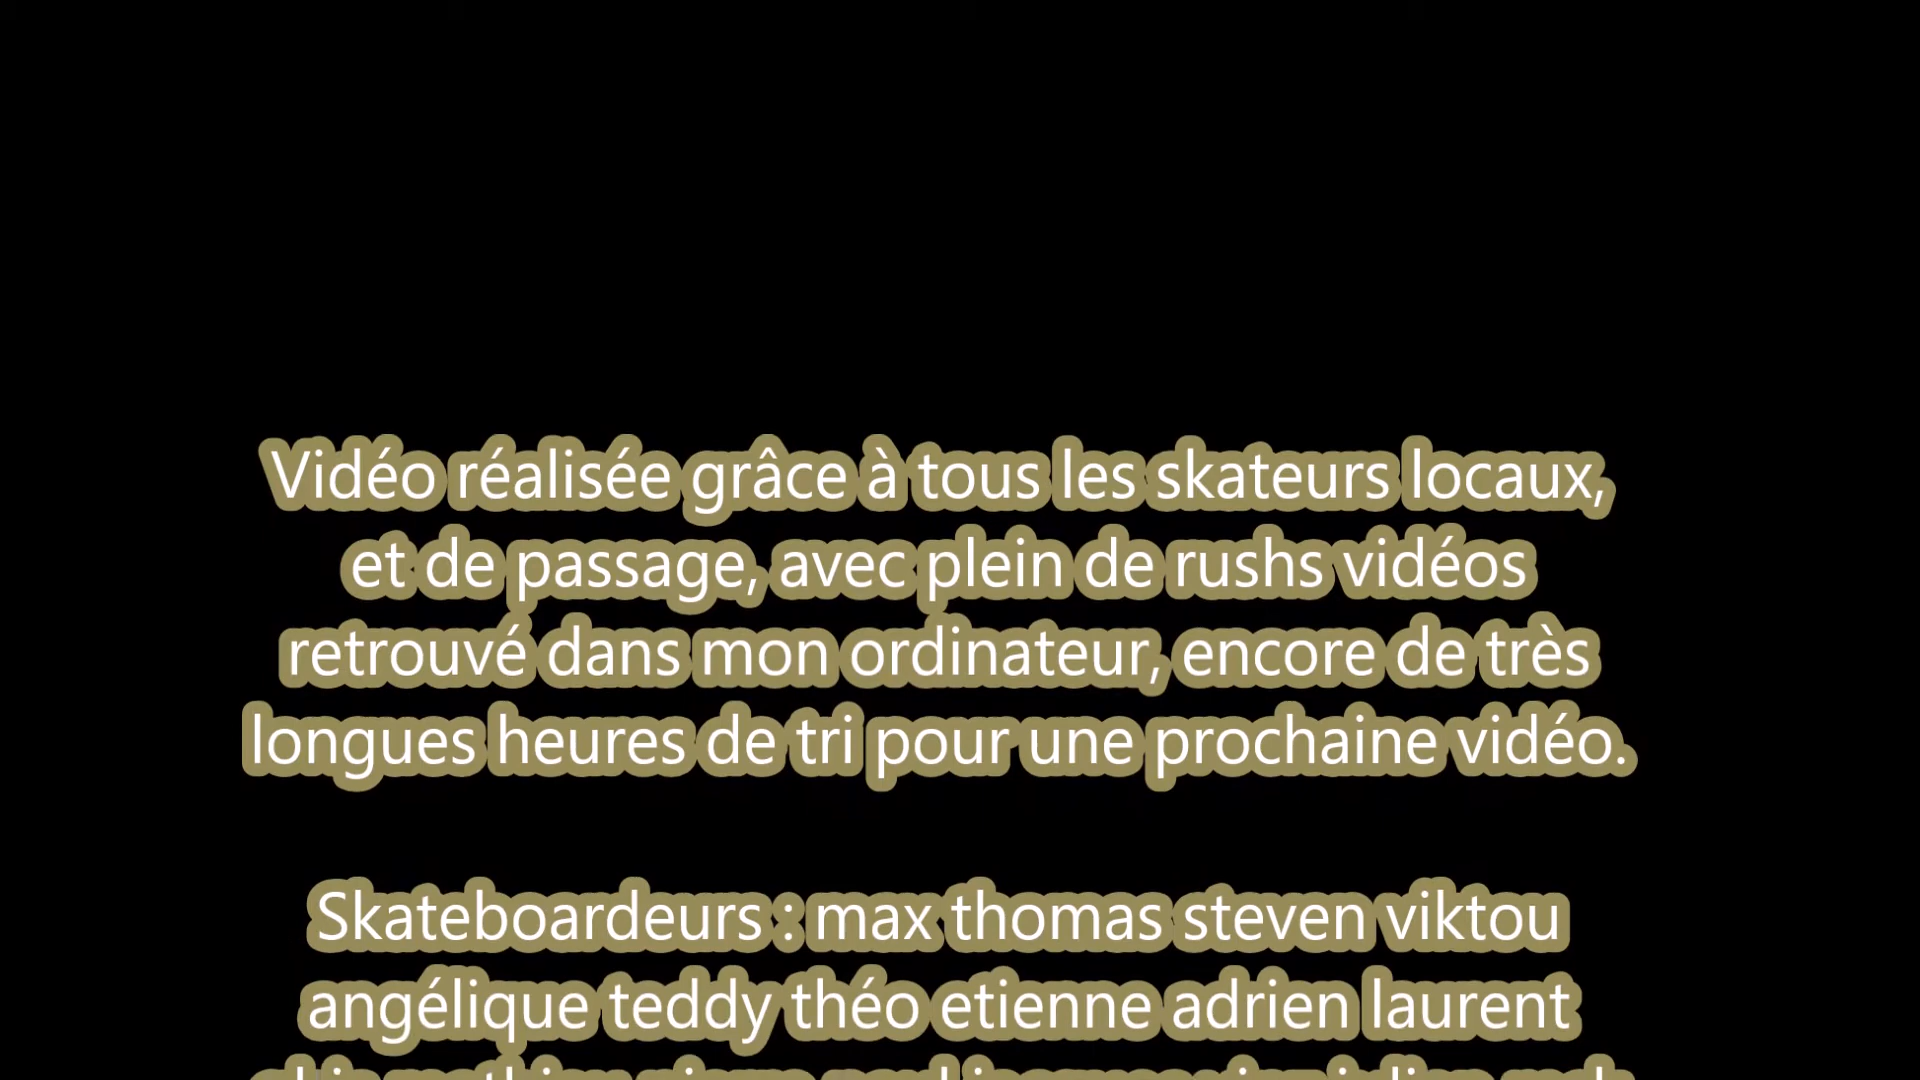 Vidéo réalisée grâce à tous les skateurs locaux,
et de passage, avec plein de rushs vidéos
retrouvé dans mon ordinateur, encore de très
longues heures de tri pour une prochaine vidéo.
Skateboardeurs : max thomas steven viktou
angélique teddy théo etienne adrien laurent